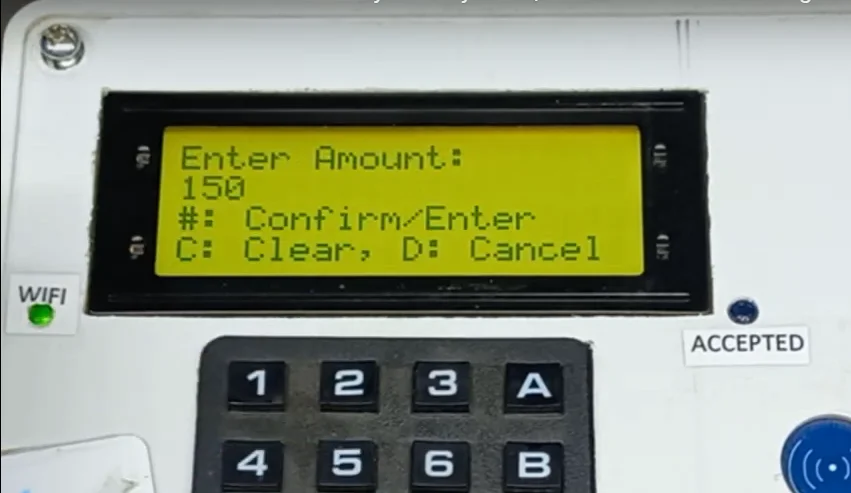 Enter Amount:
150
#: Confirm/Enter
C: Clear, D: Cancel
WIFI
ACCEPTED
1 2 3 A
4 5 6 B